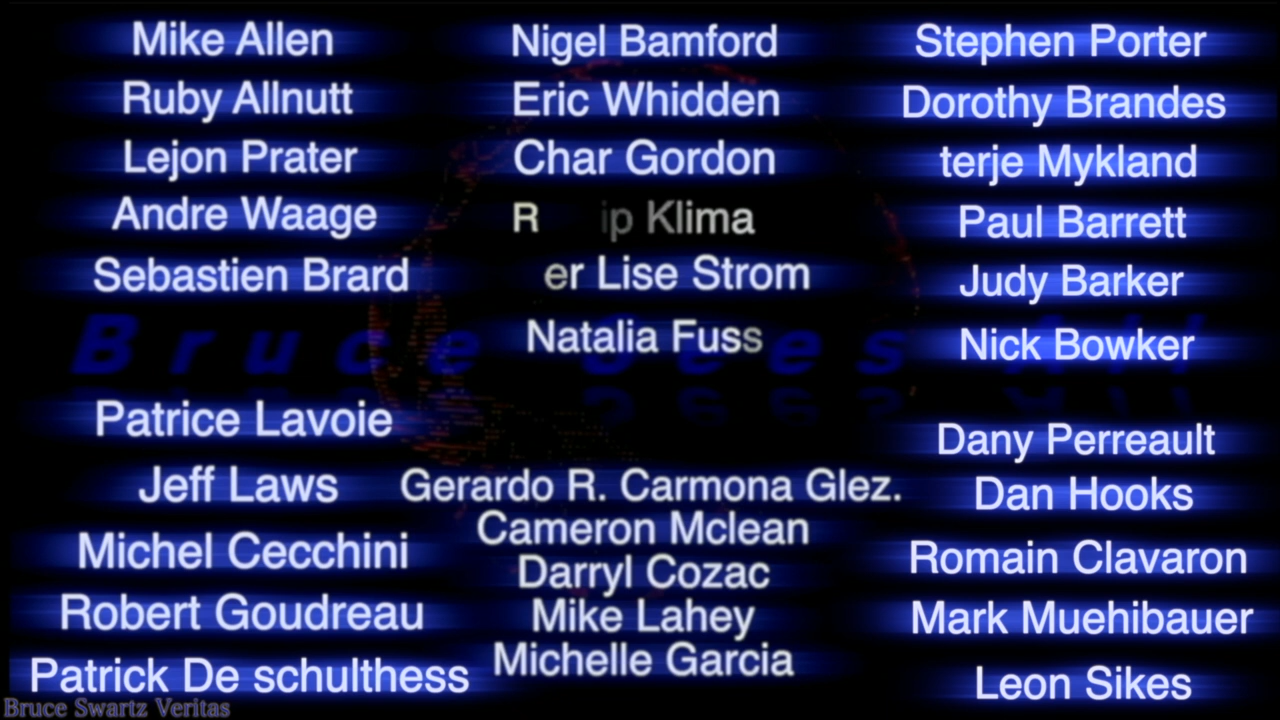 Mike Allen
Ruby Allnutt
Lejon Prater
Andre Waage
Sebastien Brard
Patrice Lavoie
Jeff Laws
Michel Cecchini
Robert Goudreau
Patrick De schulthess
Nigel Bamford
Eric Whidden
Char Gordon
Klima
Lise Strom
Natalia Fuss
Gerardo R. Carmona Glez.
Cameron Mclean
Darryl Cozac
Mike Lahey
Michelle Garcia
Stephen Porter
Dorothy Brandes
terje Mykland
Paul Barrett
Judy Barker
Nick Bowker
Dany Perreault
Dan Hooks
Romain Clavaron
Mark Muehibauer
Leon Sikes
Bruce Sees All
Bruce Swartz Veritas